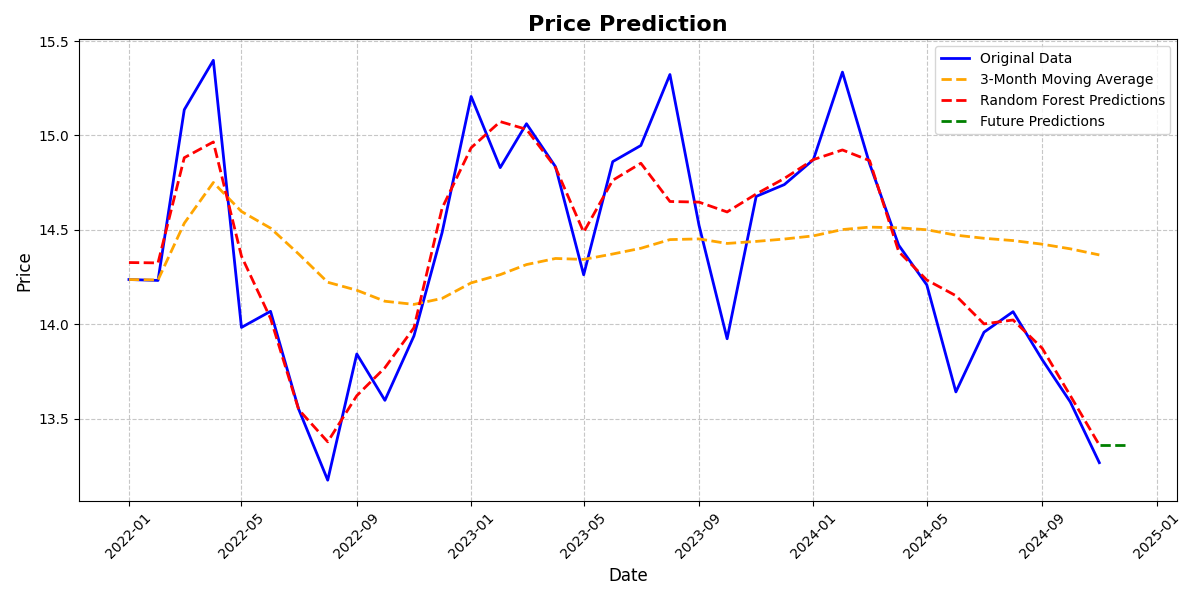 Price Prediction
Original Data
3-Month Moving Average
Random Forest Predictions
Future Predictions
Price
15.5
15.0
14.5
14.0
13.5
2022-01
2022-05
2022-09
2023-01
2023-05
2023-09
2024-01
2024-05
2024-09
2025-01
Date